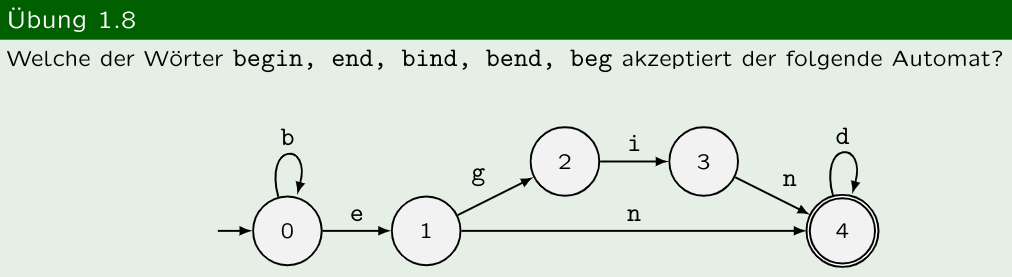 Übung 1.8
Welche der Wörter begin, end, bind, bend, beg akzeptiert der folgende Automat?
b
d
g
i
n
2
3
e
n
0
1
4